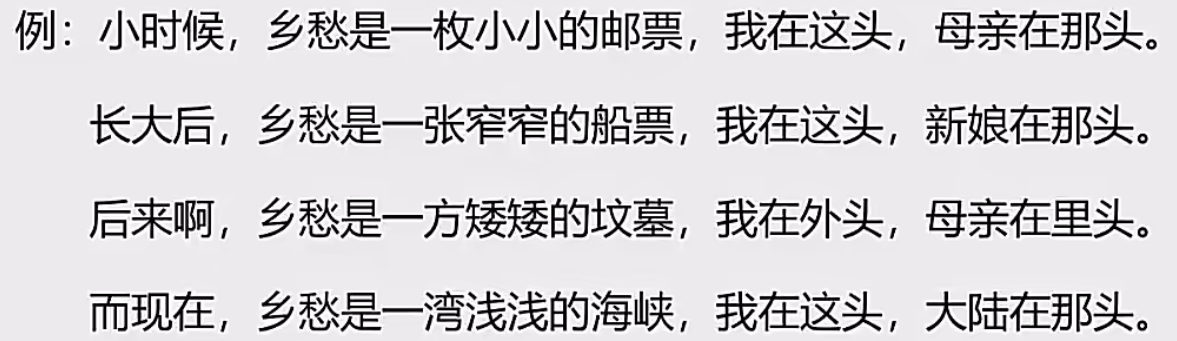 例：小时候，乡愁是一枚小小的邮票，我在这头，母亲在那头。
长大后，乡愁是一张窄窄的船票，我在这头，新娘在那头。
后来啊，乡愁是一方矮矮的坟墓，我在外头，母亲在里头。
而现在，乡愁是一湾浅浅的海峡，我在这头，大陆在那头。